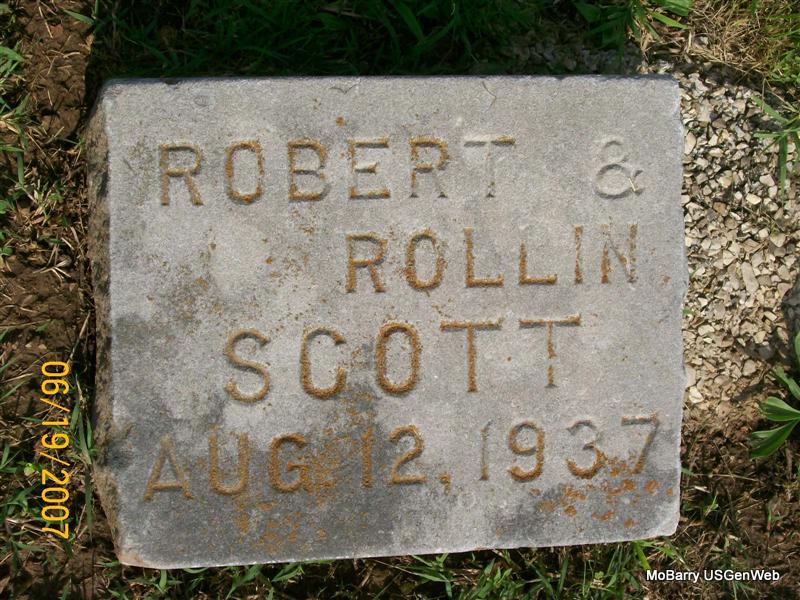 ROBERT &
ROLLIN
SCOTT
AUG. 12, 1937
06/19/2007
MoBarry USGenWeb